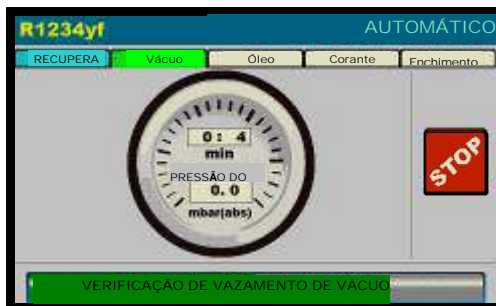 R1234yf AUTOMÁTICO
RECUPERA Vácuo Óleo Corante Enchimento
0: 4
min
PRESSÃO DO
0.0
mbar(abs)
STOP
VERIFICAÇÃO DE VAZAMENTO DE VÁCUO